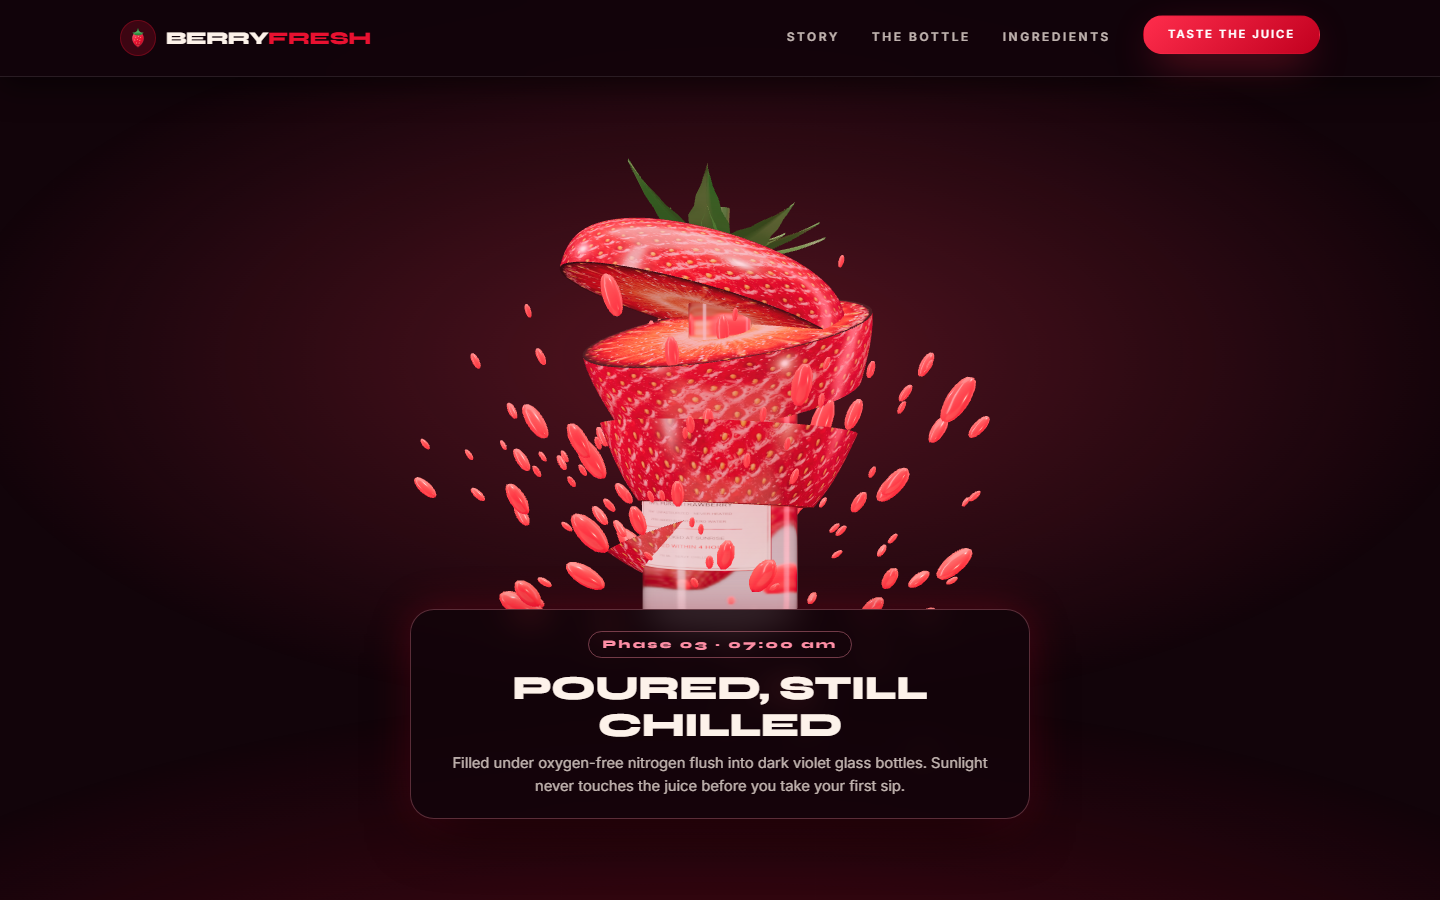 BERRYFRESH
STORY
THE BOTTLE
INGREDIENTS
TASTE THE JUICE
Phase 03 · 07:00 am
POURED, STILL
CHILLED
Filled under oxygen-free nitrogen flush into dark violet glass bottles. Sunlight
never touches the juice before you take your first sip.